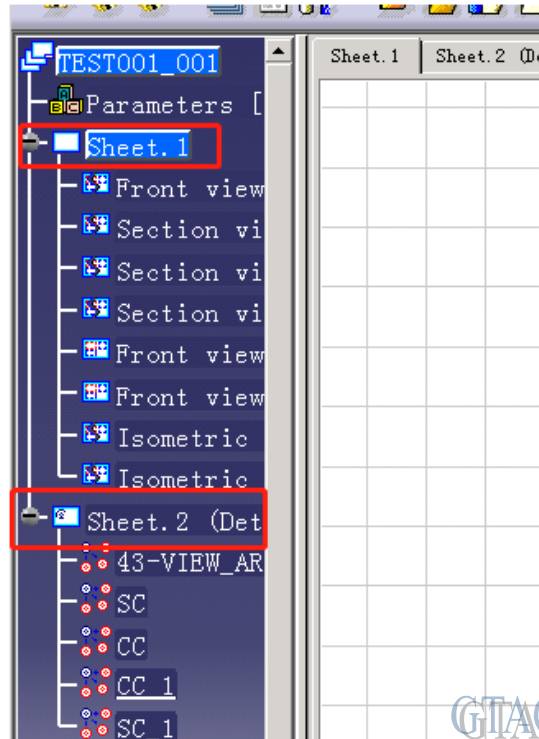 TEST001_001
Sheet.1 Sheet.2 (De
Parameters [
Sheet.1
Front view
Section vi
Section vi
Section vi
Front view
Front view
Isometric
Isometric
Sheet.2 (Det
43-VIEW_AR
SC
CC
CC_1
SC_1
GTAC